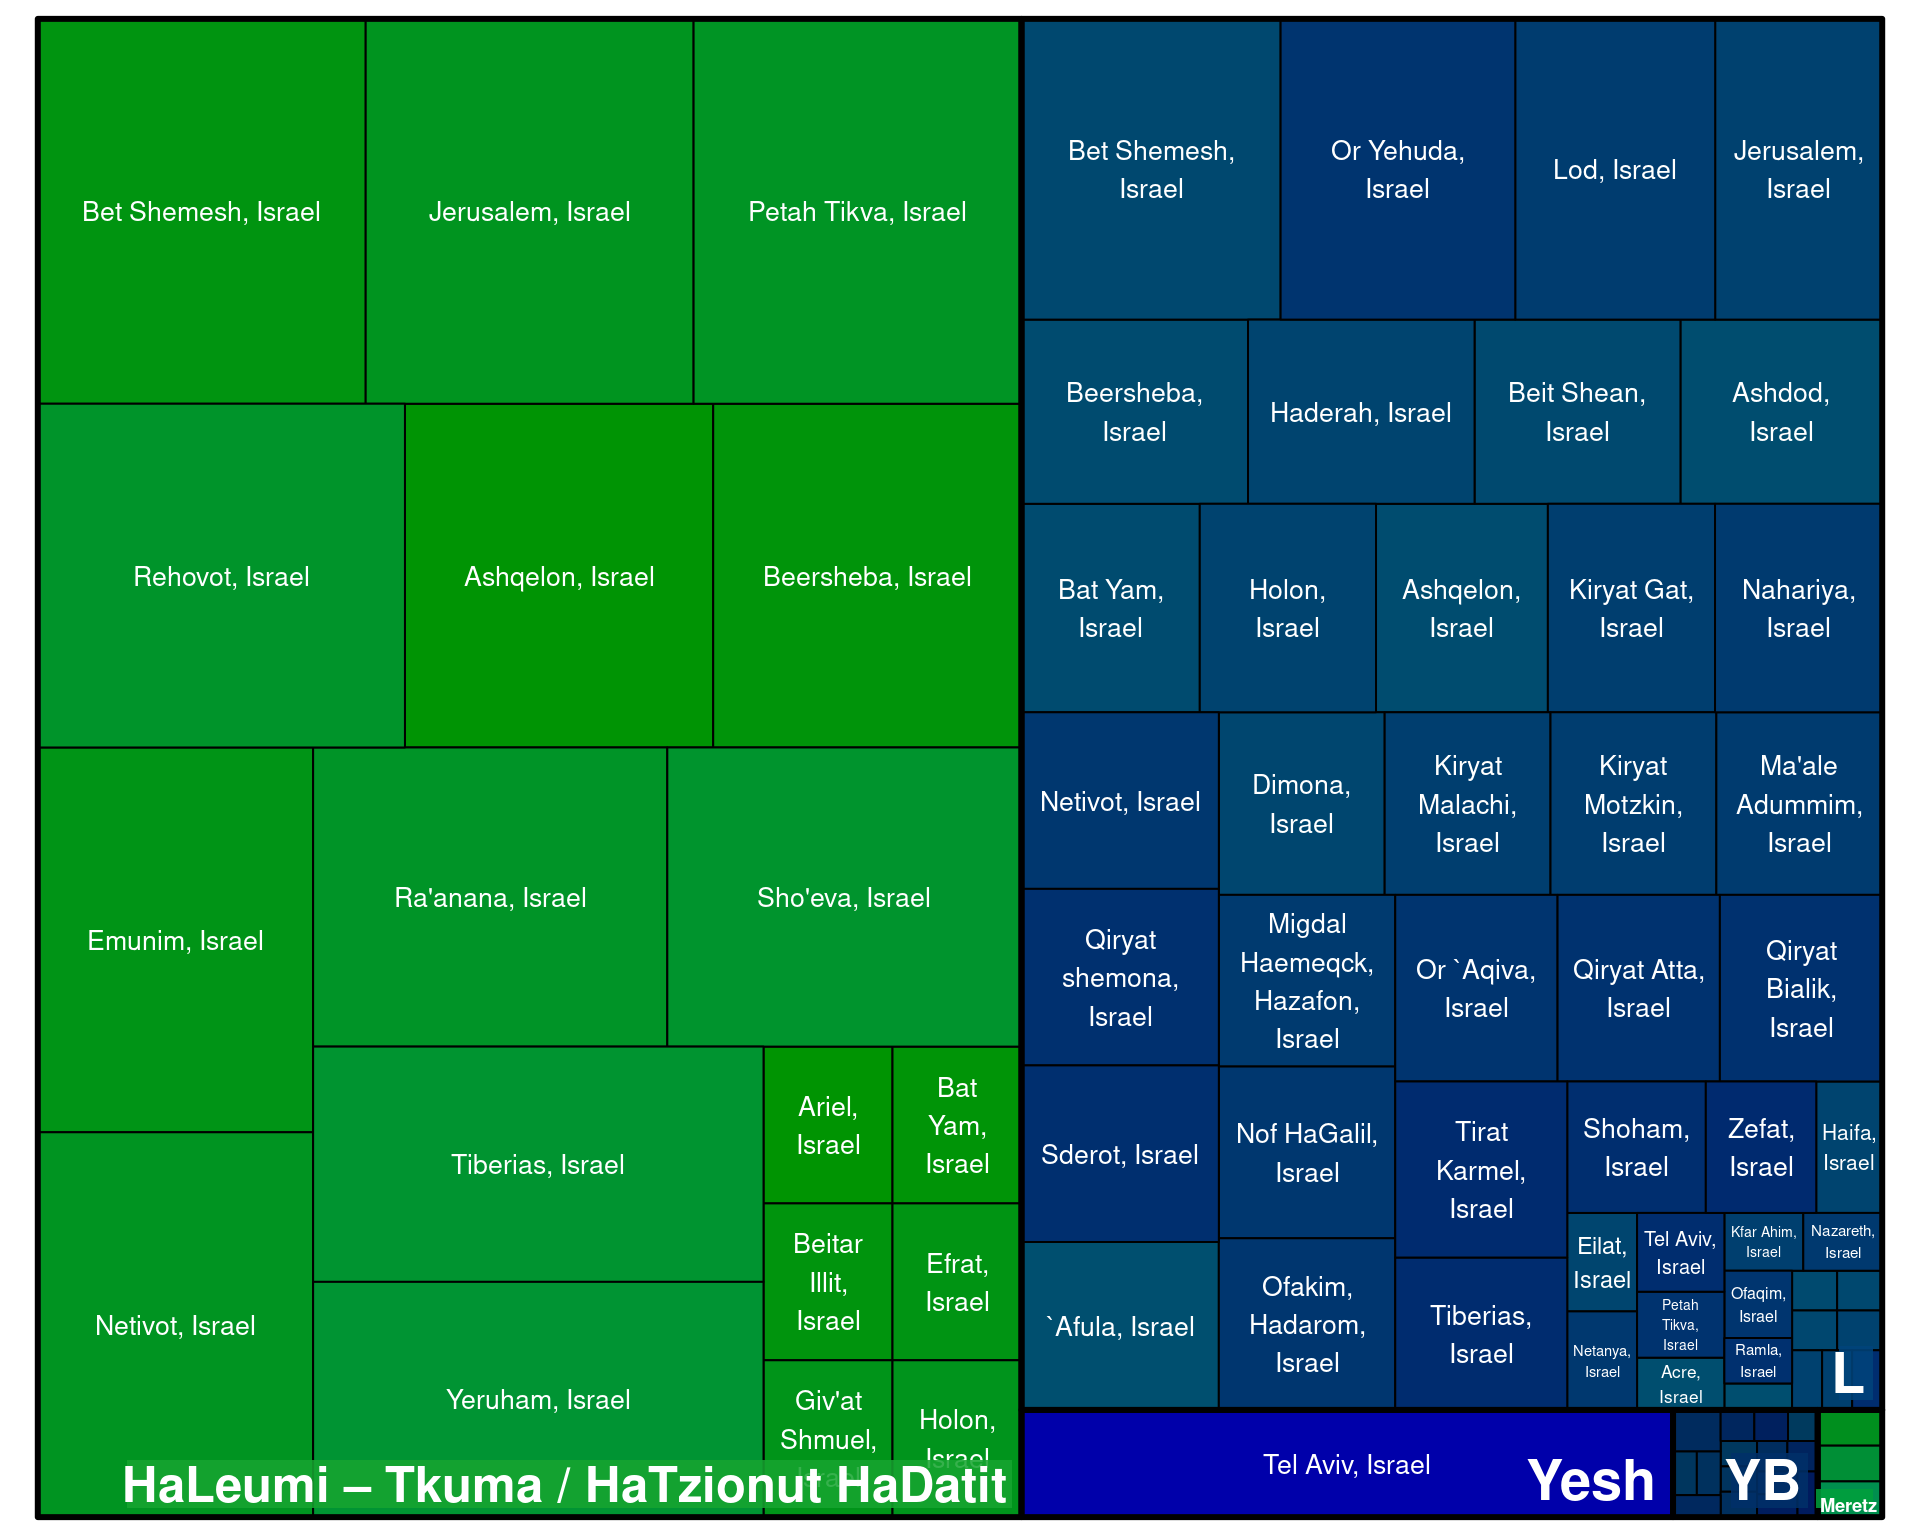 Bet Shemesh, Israel
Jerusalem, Israel
Petah Tikva, Israel
Rehovot, Israel
Ashqelon, Israel
Beersheba, Israel
Emunim, Israel
Ra'anana, Israel
Sho'eva, Israel
Tiberias, Israel
Ariel,
Israel
Bat
Yam,
Israel
Beitar
Illit,
Israel
Efrat,
Israel
Netivot, Israel
Yeruham, Israel
Giv'at
Shmuel,
Israel
Holon,
Israel
HaLeumi – Tkuma / HaTzionut HaDatit
Bet Shemesh,
Israel
Or Yehuda,
Israel
Lod, Israel
Jerusalem,
Israel
Beersheba,
Israel
Haderah, Israel
Beit Shean,
Israel
Ashdod,
Israel
Bat Yam,
Israel
Holon,
Israel
Ashqelon,
Israel
Kiryat Gat,
Israel
Nahariya,
Israel
Netivot, Israel
Dimona,
Israel
Kiryat
Malachi,
Israel
Kiryat
Motzkin,
Israel
Ma'ale
Adummim,
Israel
Qiryat
shemona,
Israel
Migdal
Haemeqck,
Hazafon,
Israel
Or `Aqiva,
Israel
Qiryat Atta,
Israel
Qiryat
Bialik,
Israel
Sderot, Israel
Nof HaGalil,
Israel
Tirat
Karmel,
Israel
Shoham,
Israel
Zefat,
Israel
Haifa,
Israel
`Afula, Israel
Ofakim,
Hadarom,
Israel
Tiberias,
Israel
Eilat,
Israel
Tel Aviv,
Israel
Kfar Ahim,
Israel
Nazareth,
Israel
Netanya,
Israel
Petah
Tikva,
Israel
Ofaqim,
Israel
Acre,
Israel
Ramla,
Israel
L
Tel Aviv, Israel
Yesh
YB
Meretz